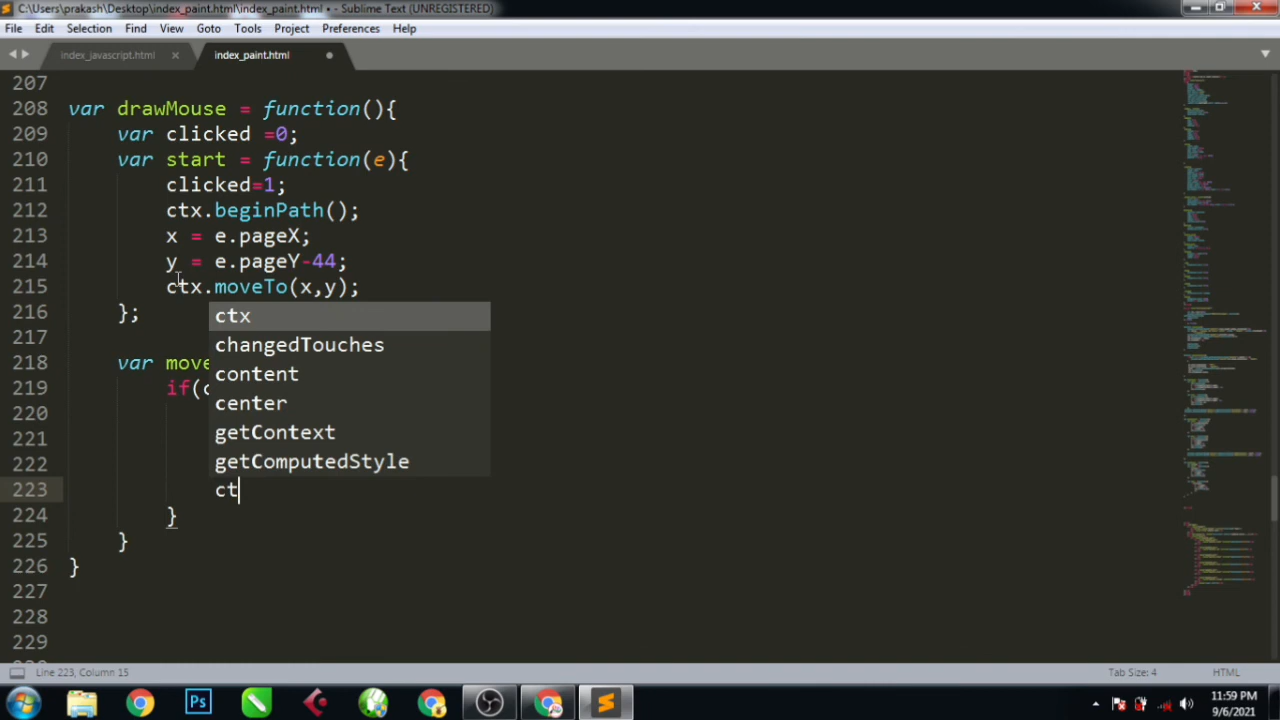 C:\Users\prakash\Desktop\index_paint.html\index_paint.html • - Sublime Text (UNREGISTERED)
File Edit Selection Find View Goto Tools Project Preferences Help
index_javascript.html index_paint.html
207
208 var drawMouse = function(){
209 var clicked =0;
210 var start = function(e){
211 clicked=1;
212 ctx.beginPath();
213 x = e.pageX;
214 y = e.pageY-44;
215 ctx.moveTo(x,y);
216 };
ctx
217
changedTouches
218 var move
content
219 if(
center
220
getContext
221
getComputedStyle
222
223 ct
224 }
225 }
226 }
227
228
229
Line 223, Column 15 Tab Size: 4 HTML
Ps
11:59 PM
9/6/2021